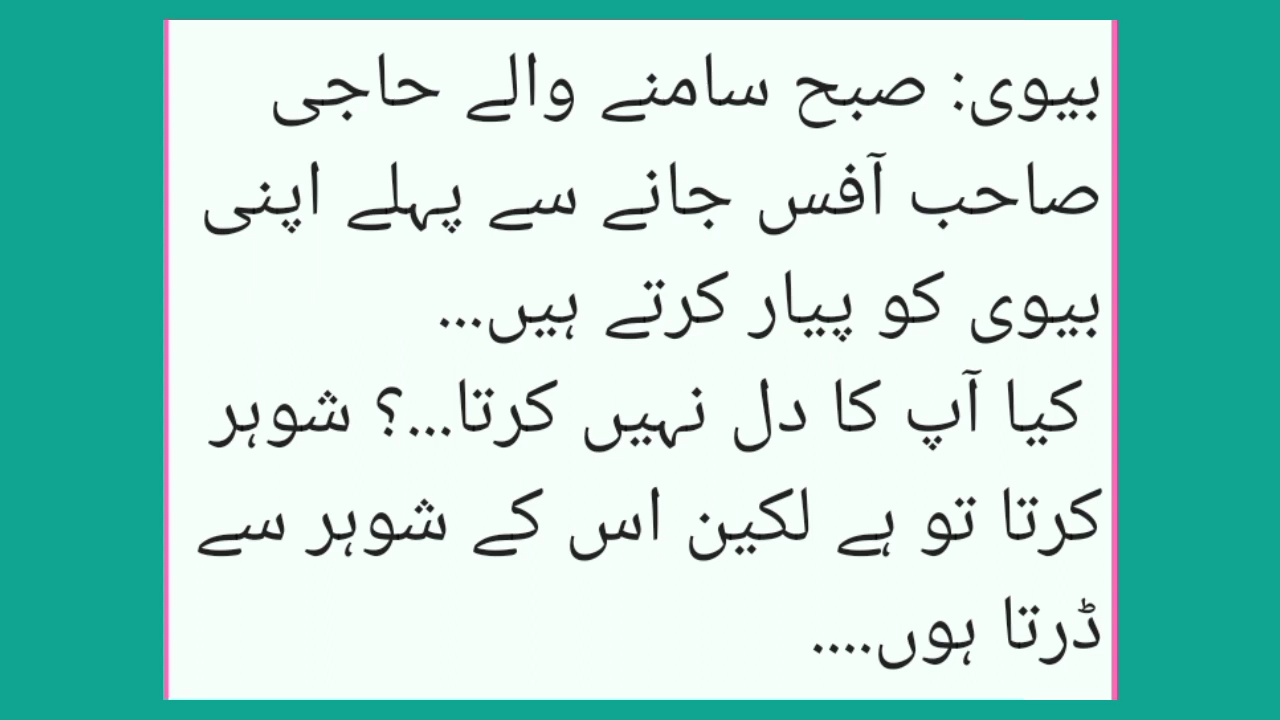 بیوی: صبح سامنے والے حاجی
صاحب آفس جانے سے پہلے اپنی
بیوی کو پیار کرتے ہیں...
کیا آپ کا دل نہیں کرتا...؟ شوہر
کرتا تو ہے لکین اس کے شوہر سے
ڈرتا ہوں....